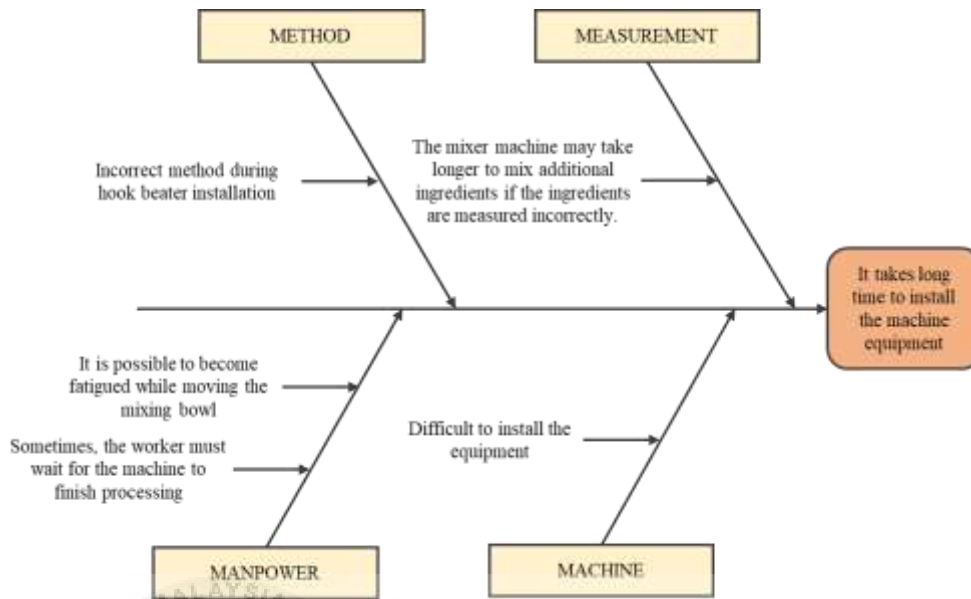 METHOD
MEASUREMENT
Incorrect method during
hook beater installation
The mixer machine may take
longer to mix additional
ingredients if the ingredients
are measured incorrectly.
It takes long
time to install
the machine
equipment
It is possible to become
fatigued while moving the
mixing bowl
Sometimes, the worker must
wait for the machine to
finish processing
Difficult to install the
equipment
MANPOWER
MACHINE
MALAYSIA